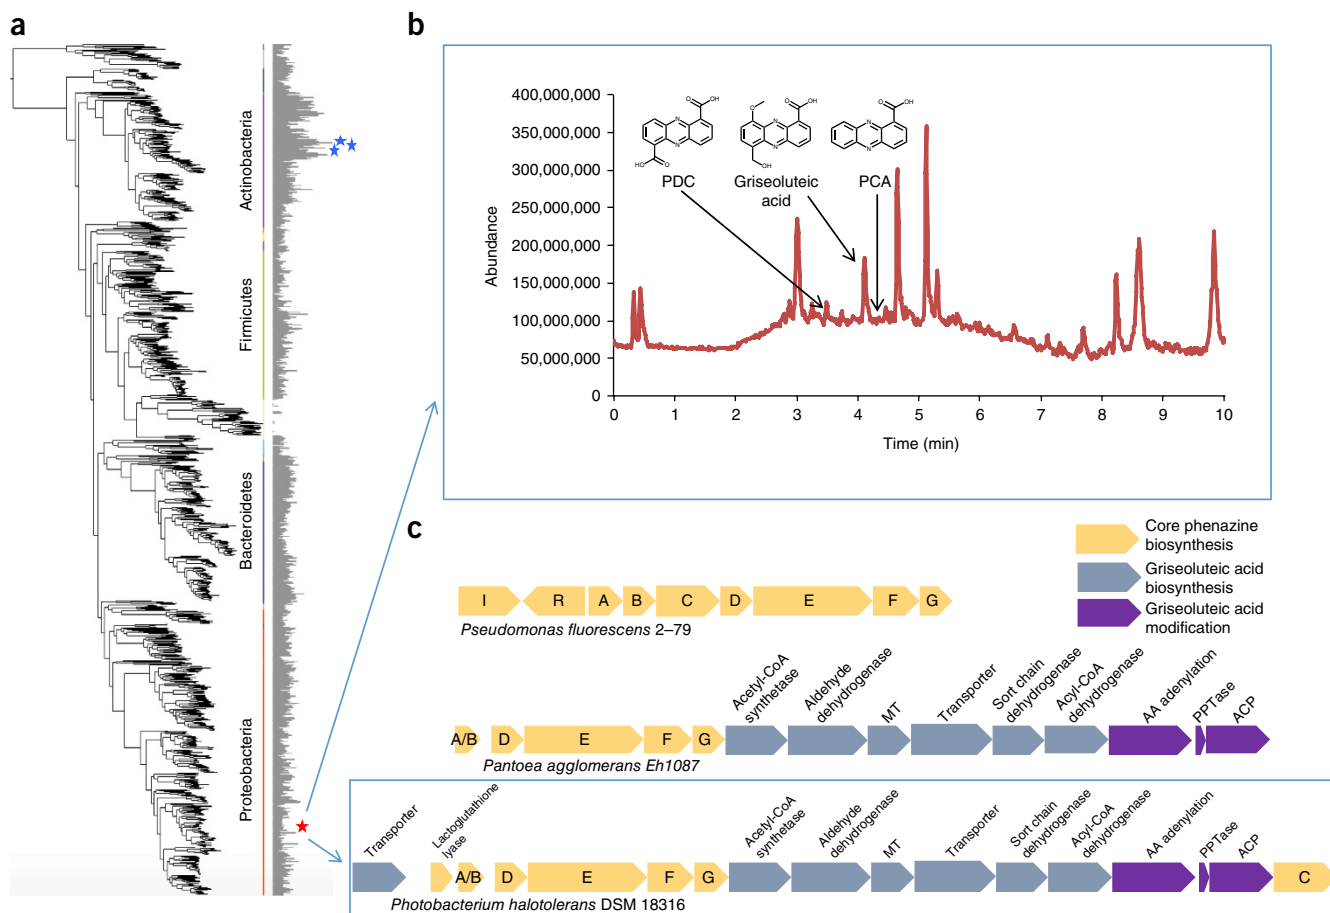 a
Actinobacteria
Firmicutes
Bacteroidetes
Proteobacteria
b
400,000,000
350,000,000
300,000,000
250,000,000
200,000,000
150,000,000
100,000,000
50,000,000
0
Abundance
O
OH
N
N
HO
O
PDC
O
O
OH
N
N
OH
Griseoluteic
acid
O
OH
N
N
PCA
0 1 2 3 4 5 6 7 8 9 10
Time (min)
c
Core phenazine
biosynthesis
Griseoluteic acid
biosynthesis
Griseoluteic acid
modification
I R A B C D E F G
Pseudomonas fluorescens 2–79
Acetyl-CoA
synthetase
Aldehyde
dehydrogenase
MT
Transporter
Sort chain
dehydrogenase
Acyl-CoA
dehydrogenase
AA adenylation
PPTase
ACP
A/B D E F G
Pantoea agglomerans Eh1087
Transporter
Lactoglutathione
lyase
Acetyl-CoA
synthetase
Aldehyde
dehydrogenase
MT
Transporter
Sort chain
dehydrogenase
Acyl-CoA
dehydrogenase
AA adenylation
PPTase
ACP
A/B D E F G C
Photobacterium halotolerans DSM 18316